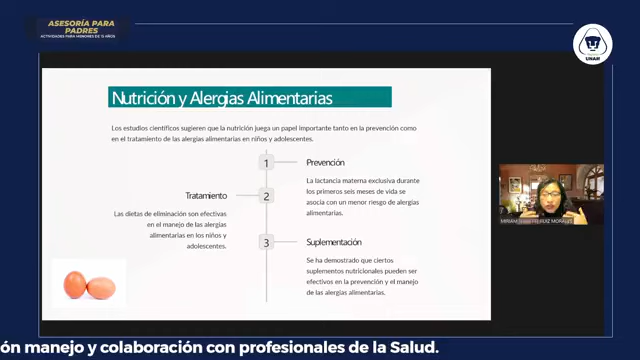 ASESORÍA PARA
PADRES
ACTIVIDADES PARA MENORES DE 15 AÑOS
UNAM
Nutrición y Alergias Alimentarias
Los estudios científicos sugieren que la nutrición juega un papel importante tanto en la prevención como
en el tratamiento de las alergias alimentarias en niños y adolescentes.
1
Prevención
La lactancia materna exclusiva durante
los primeros seis meses de vida se
asocia con un menor riesgo de alergias
alimentarias.
Tratamiento
2
Las dietas de eliminación son efectivas
en el manejo de las alergias
alimentarias en los niños y
adolescentes.
3
Suplementación
Se ha demostrado que ciertos
suplementos nutricionales pueden ser
efectivos en la prevención y el manejo
de las alergias alimentarias.
MORALES
ón manejo y colaboración con profesionales de la Salud.